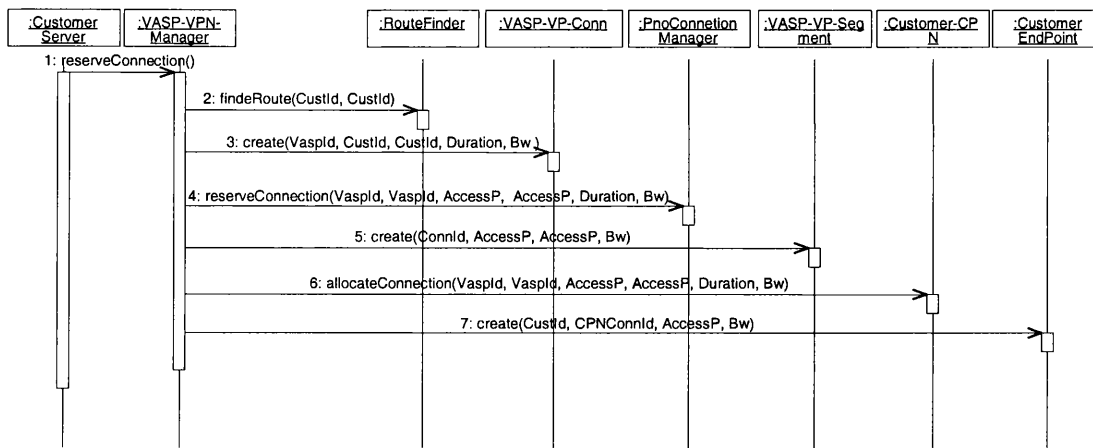 :Customer
Server
:VASP-VPN-
Manager
:RouteFinder
:VASP-VP-Conn
:PnoConnetion
Manager
:VASP-VP-Seg
ment
:Customer-CP
N
:Customer
EndPoint
1: reserveConnection()
2: findeRoute(CustId, CustId)
3: create(VaspId, CustId, CustId, Duration, Bw )
4: reserveConnection(VaspId, VaspId, AccessP, AccessP, Duration, Bw)
5: create(ConnId, AccessP, AccessP, Bw)
6: allocateConnection(VaspId, VaspId, AccessP, AccessP, Duration, Bw)
7: create(CustId, CPNConnId, AccessP, Bw)